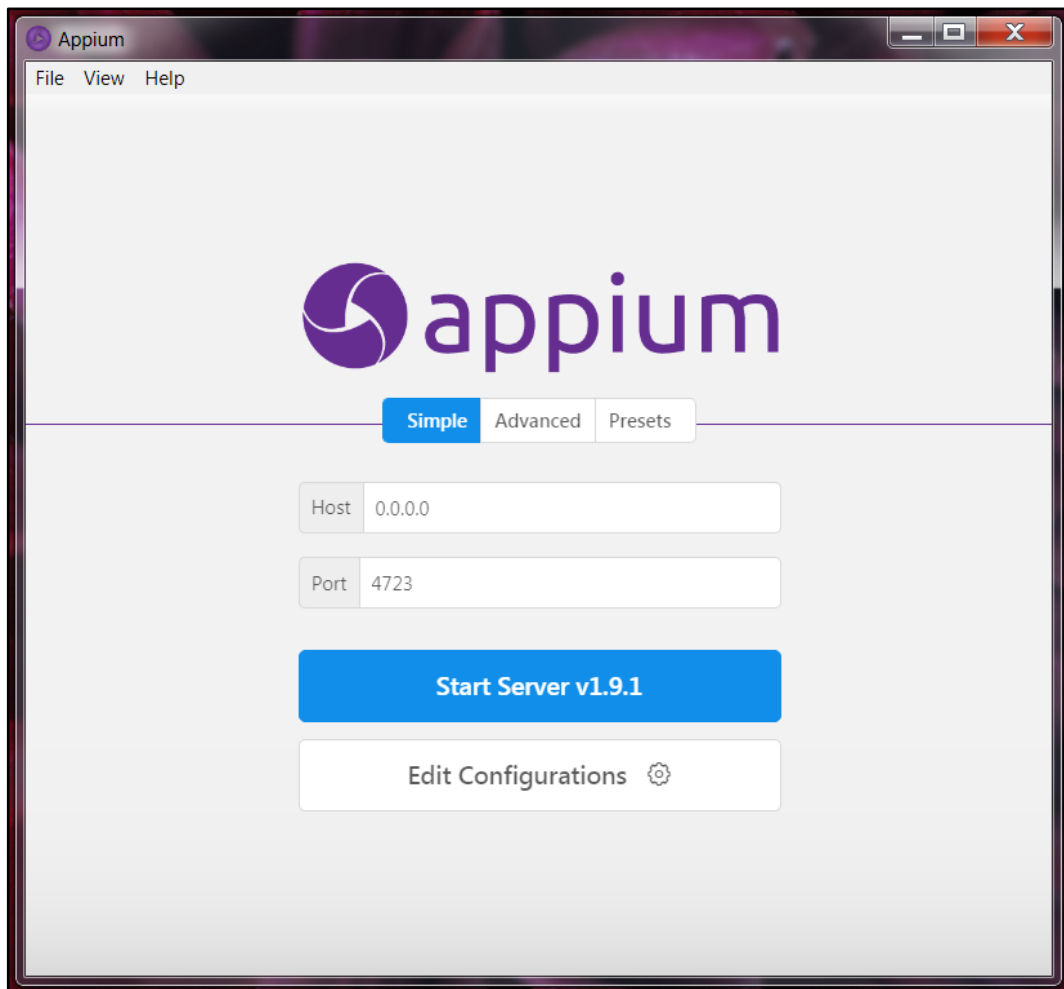 Appium
File View Help
appium
Simple Advanced Presets
Host 0.0.0.0
Port 4723
Start Server v1.9.1
Edit Configurations